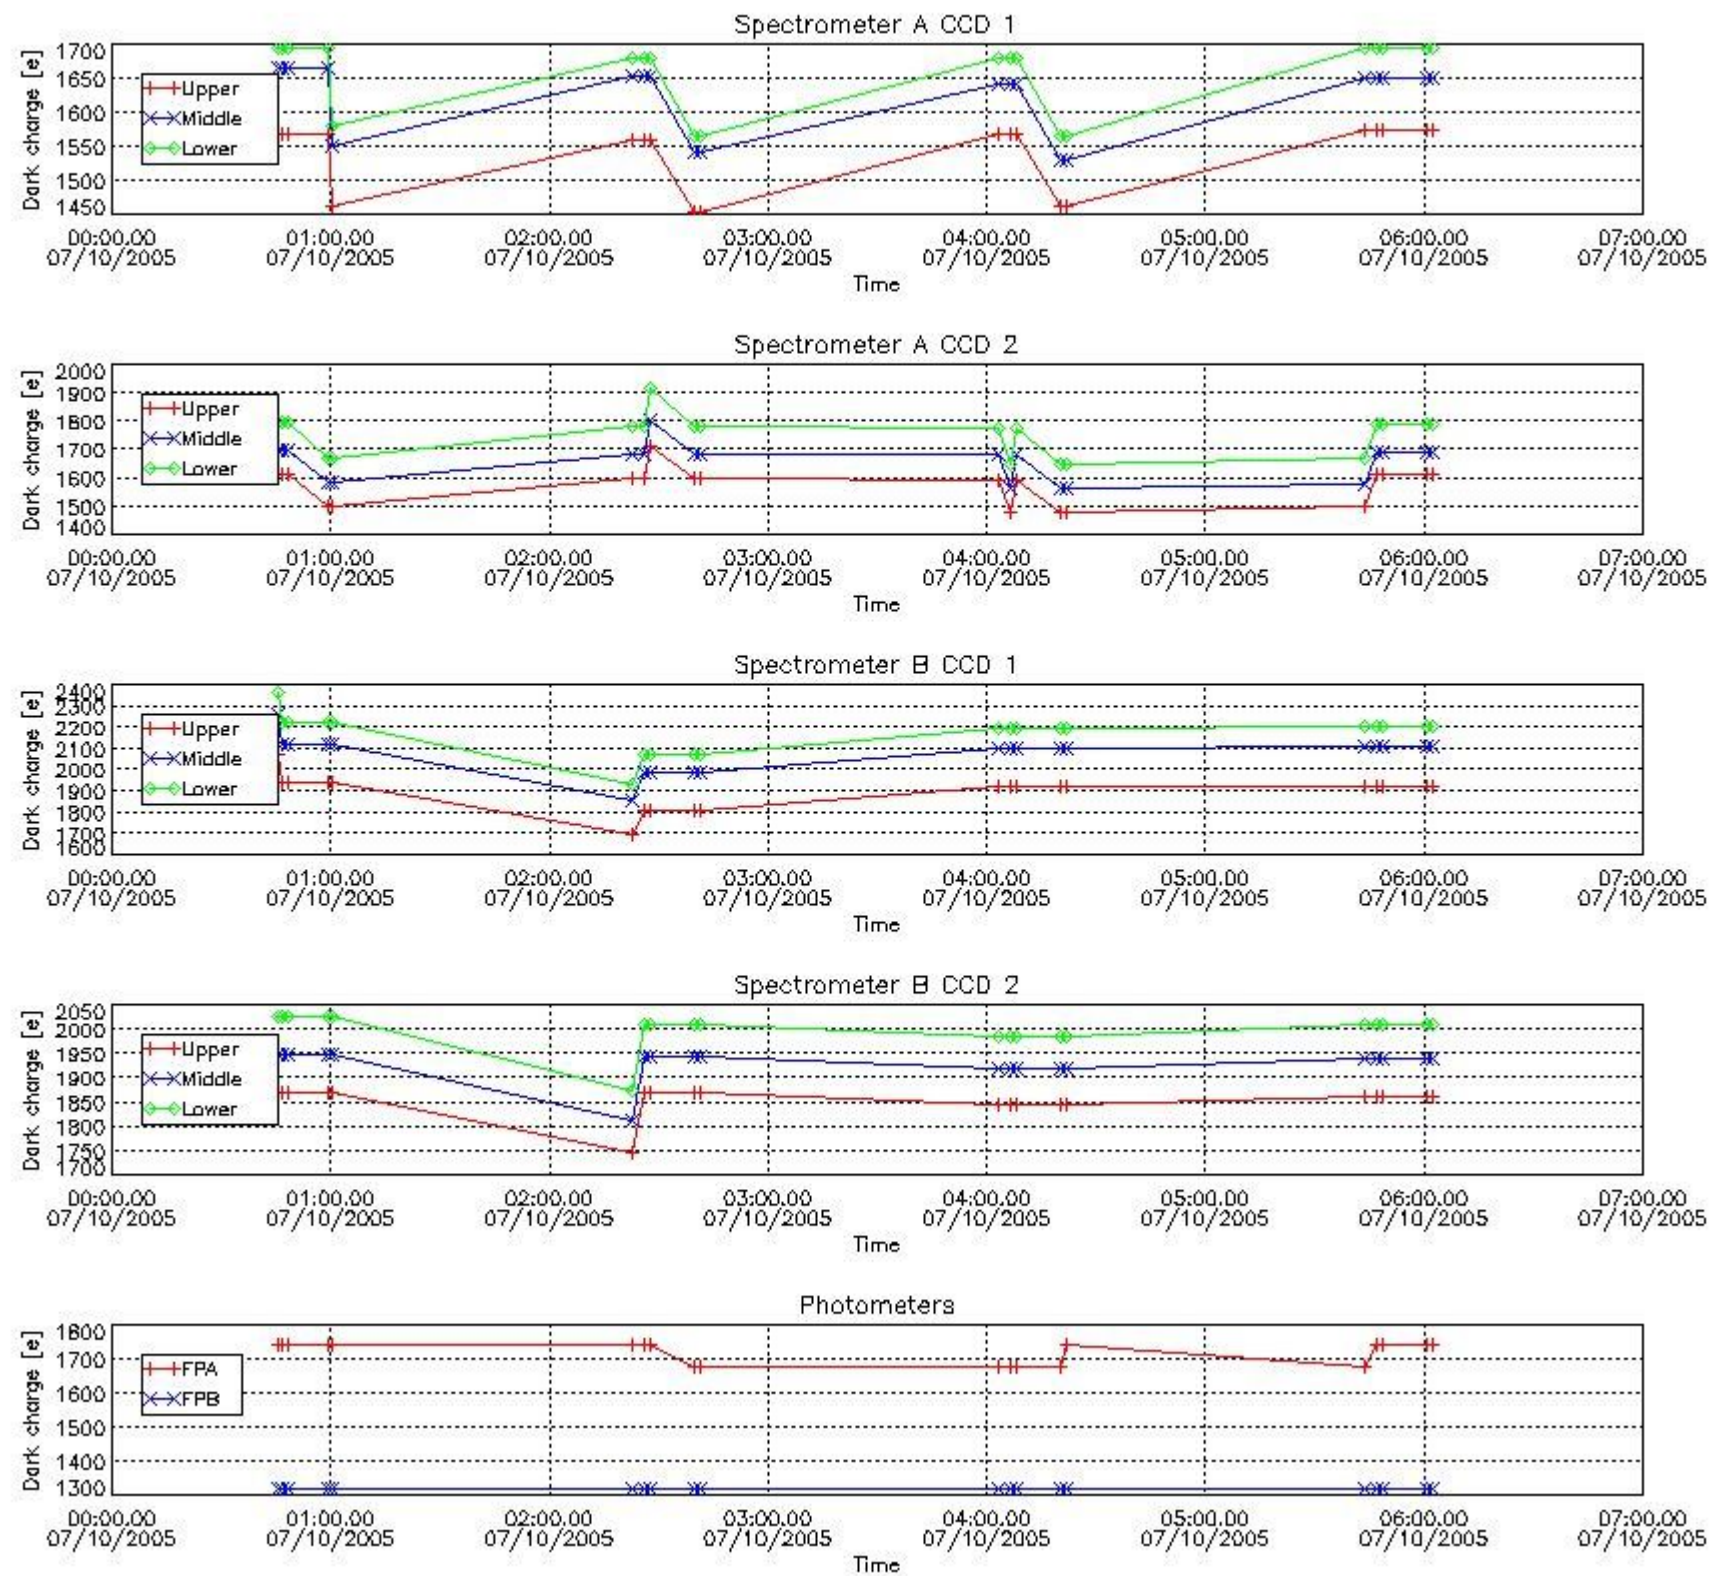 Spectrometer A CCD 1
Dark charge [e]
1700
1650
1600
1550
1500
1450
Upper
Middle
Lower
00:00.00 01:00.00 02:00.00 03:00.00 04:00.00 05:00.00 06:00.00 07:00.00
07/10/2005 07/10/2005 07/10/2005 07/10/2005 07/10/2005 07/10/2005 07/10/2005 07/10/2005
Time
Spectrometer A CCD 2
Dark charge [e]
2000
1900
1800
1700
1600
1500
1400
Upper
Middle
Lower
00:00.00 01:00.00 02:00.00 03:00.00 04:00.00 05:00.00 06:00.00 07:00.00
07/10/2005 07/10/2005 07/10/2005 07/10/2005 07/10/2005 07/10/2005 07/10/2005 07/10/2005
Time
Spectrometer B CCD 1
Dark charge [e]
2400
2300
2200
2100
2000
1900
1800
1700
1600
Upper
Middle
Lower
00:00.00 01:00.00 02:00.00 03:00.00 04:00.00 05:00.00 06:00.00 07:00.00
07/10/2005 07/10/2005 07/10/2005 07/10/2005 07/10/2005 07/10/2005 07/10/2005 07/10/2005
Time
Spectrometer B CCD 2
Dark charge [e]
2050
2000
1950
1900
1850
1800
1750
1700
Upper
Middle
Lower
00:00.00 01:00.00 02:00.00 03:00.00 04:00.00 05:00.00 06:00.00 07:00.00
07/10/2005 07/10/2005 07/10/2005 07/10/2005 07/10/2005 07/10/2005 07/10/2005 07/10/2005
Time
Photometers
Dark charge [e]
1800
1700
1600
1500
1400
1300
FPA
FPB
00:00.00 01:00.00 02:00.00 03:00.00 04:00.00 05:00.00 06:00.00 07:00.00
07/10/2005 07/10/2005 07/10/2005 07/10/2005 07/10/2005 07/10/2005 07/10/2005 07/10/2005
Time